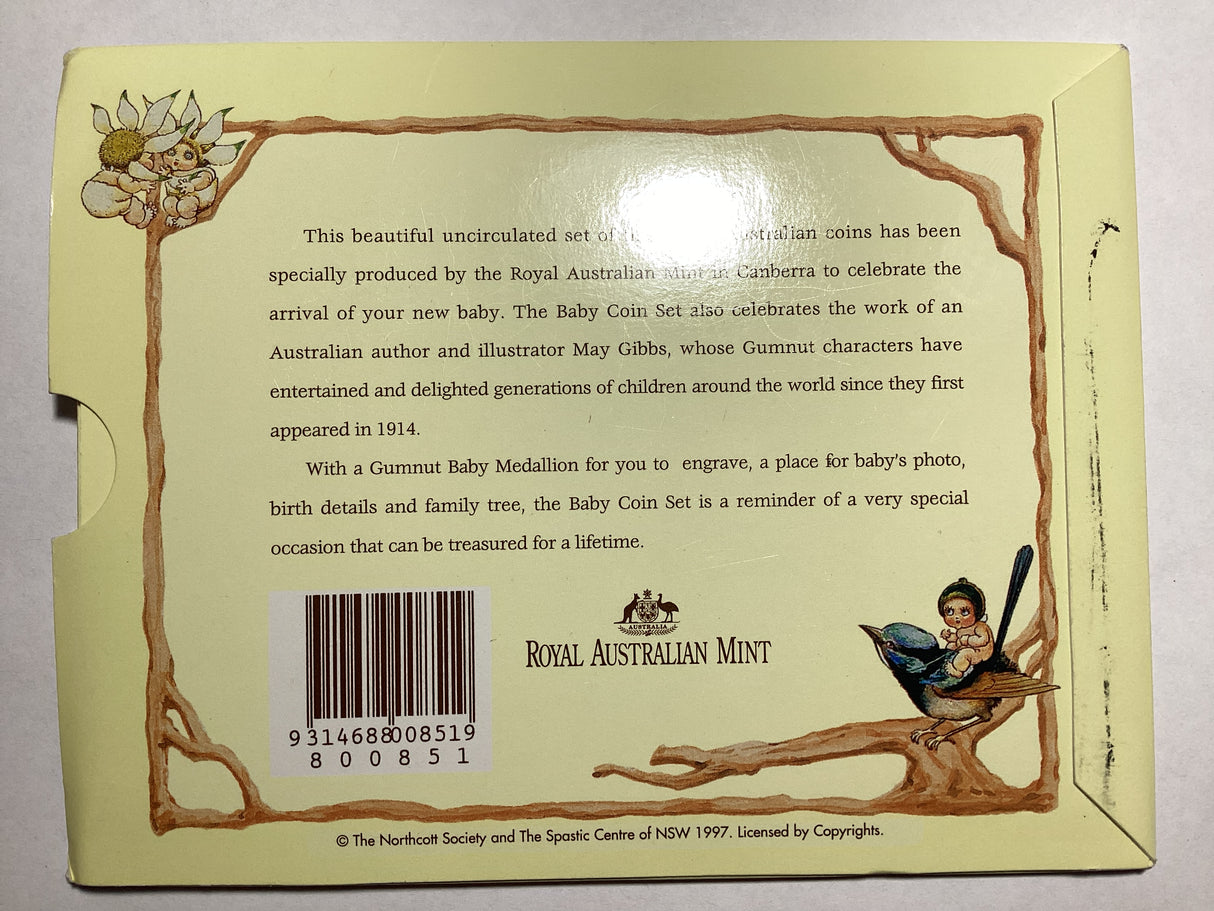 This beautiful uncirculated set of Australian coins has been
specially produced by the Royal Australian Mint in Canberra to celebrate the
arrival of your new baby. The Baby Coin Set also celebrates the work of an
Australian author and illustrator May Gibbs, whose Gumnut characters have
entertained and delighted generations of children around the world since they first
appeared in 1914.
With a Gumnut Baby Medallion for you to engrave, a place for baby's photo,
birth details and family tree, the Baby Coin Set is a reminder of a very special
occasion that can be treasured for a lifetime.
AUSTRALIA
ROYAL AUSTRALIAN MINT
9314688008519
800851
© The Northcott Society and The Spastic Centre of NSW 1997. Licensed by Copyrights.